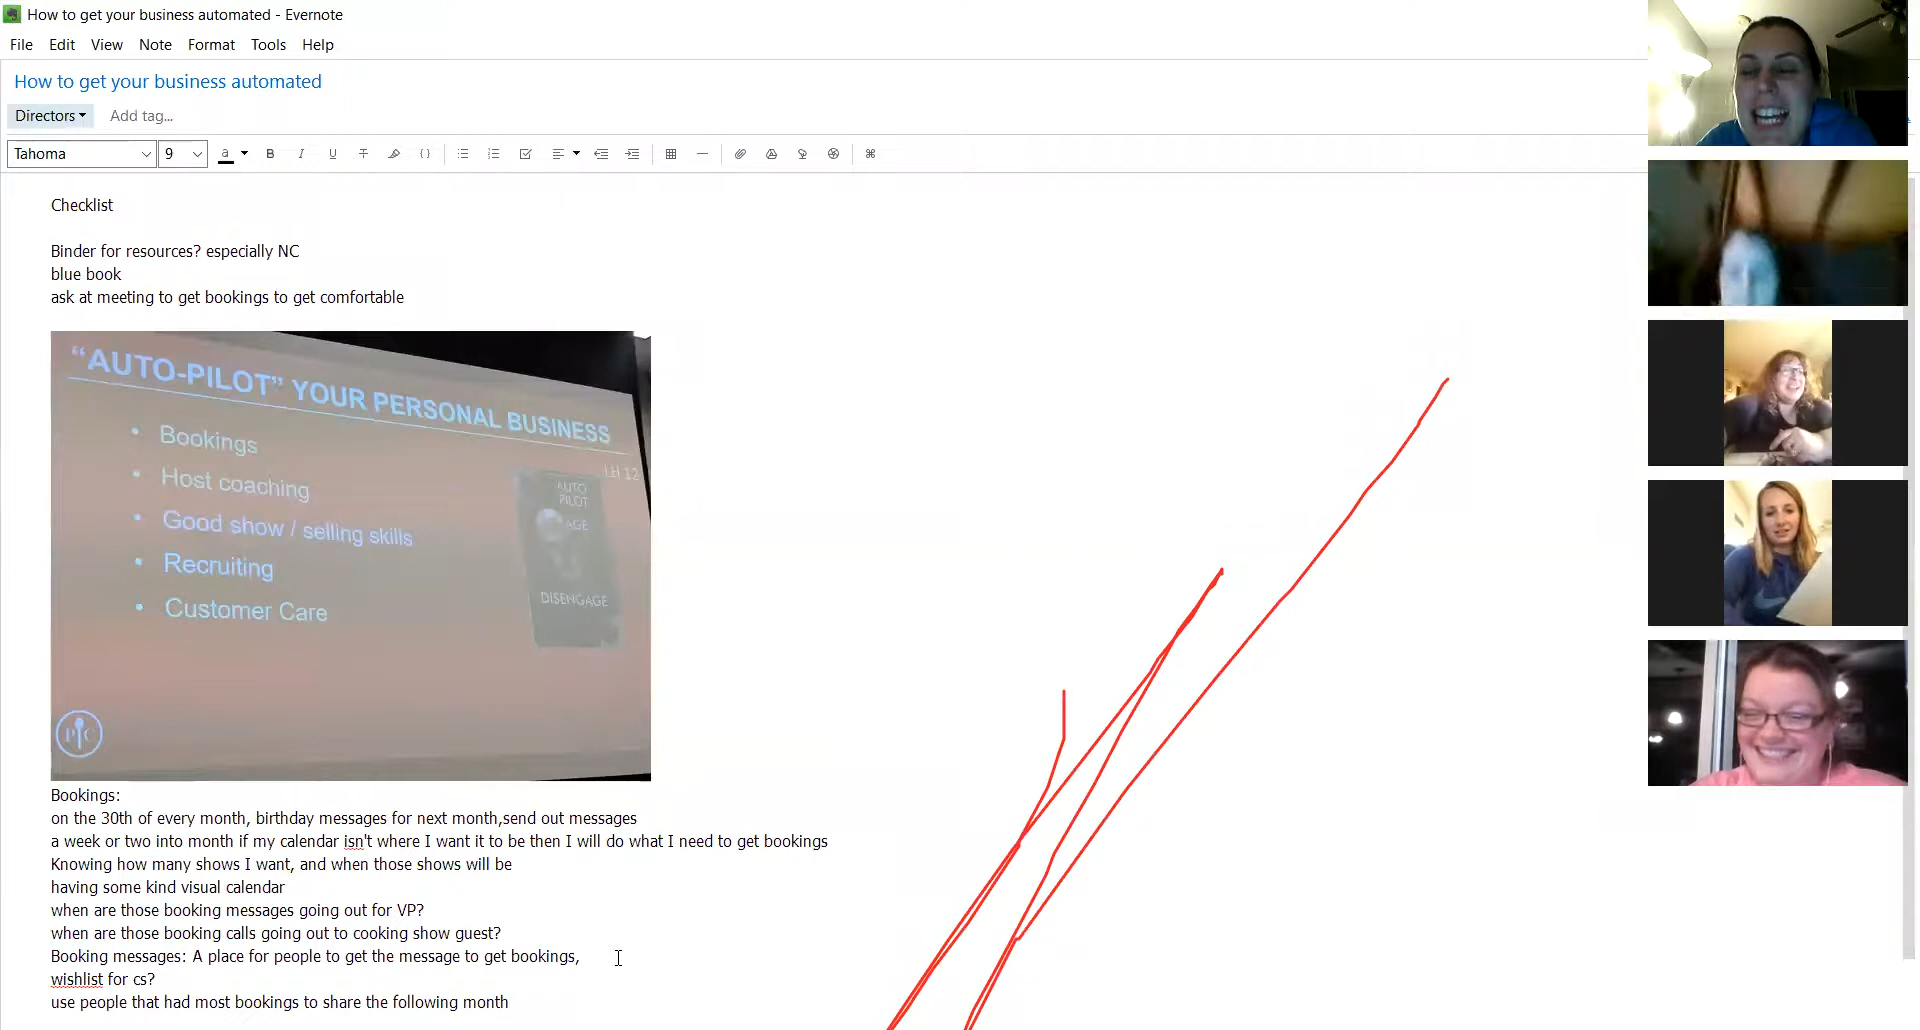 How to get your business automated - Evernote
File Edit View Note Format Tools Help
How to get your business automated
Directors Add tag...
Tahoma 9 a B I U T
Checklist
Binder for resources? especially NC
blue book
ask at meeting to get bookings to get comfortable
“AUTO-PILOT” YOUR PERSONAL BUSINESS
• Bookings
• Host coaching
• Good show / selling skills
• Recruiting
• Customer Care
LH 12
AUTO
PILOT
DISENGAGE
Bookings:
on the 30th of every month, birthday messages for next month,send out messages
a week or two into month if my calendar isn't where I want it to be then I will do what I need to get bookings
Knowing how many shows I want, and when those shows will be
having some kind visual calendar
when are those booking messages going out for VP?
when are those booking calls going out to cooking show guest?
Booking messages: A place for people to get the message to get bookings,
wishlist for cs?
use people that had most bookings to share the following month